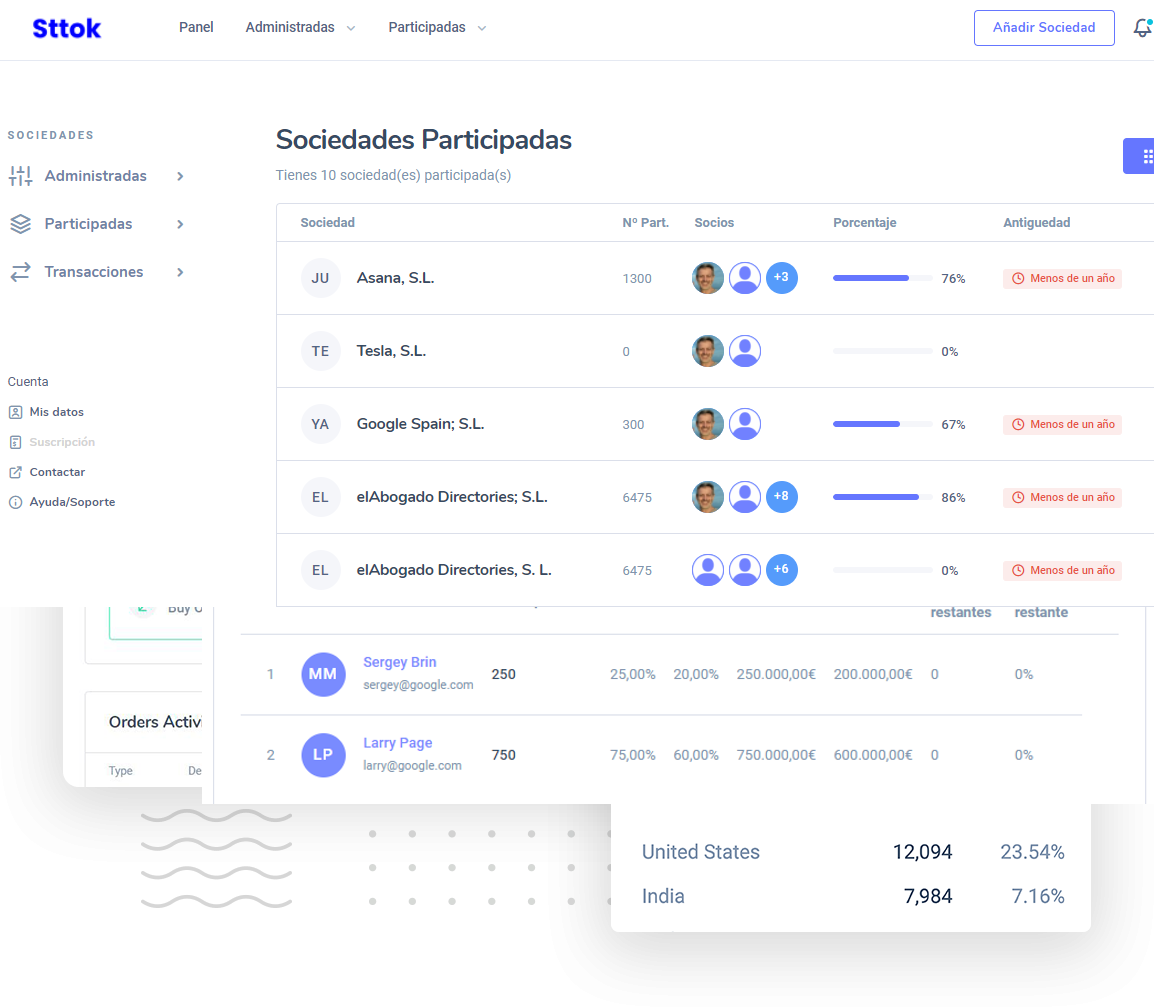 Sttok
Panel Administradas Participadas Añadir Sociedad
SOCIEDADES
Administradas
Participadas
Transacciones
Cuenta
Mis datos
Suscripción
Contactar
Ayuda/Soporte
Sociedades Participadas
Tienes 10 sociedad(es) participada(s)
Sociedad Nº Part. Socios Porcentaje Antiguedad
JU Asana, S.L. 1300 +3 76% Menos de un año
TE Tesla, S.L. 0 0%
YA Google Spain; S.L. 300 67% Menos de un año
EL elAbogado Directories; S.L. 6475 +8 86% Menos de un año
EL elAbogado Directories, S. L. 6475 +6 0% Menos de un año
Buy
restantes restante
1 MM Sergey Brin 250 25,00% 20,00% 250.000,00€ 200.000,00€ 0 0%
sergey@google.com
Orders Activi
2 LP Larry Page 750 75,00% 60,00% 750.000,00€ 600.000,00€ 0 0%
larry@google.com
Type De
United States 12,094 23.54%
India 7,984 7.16%